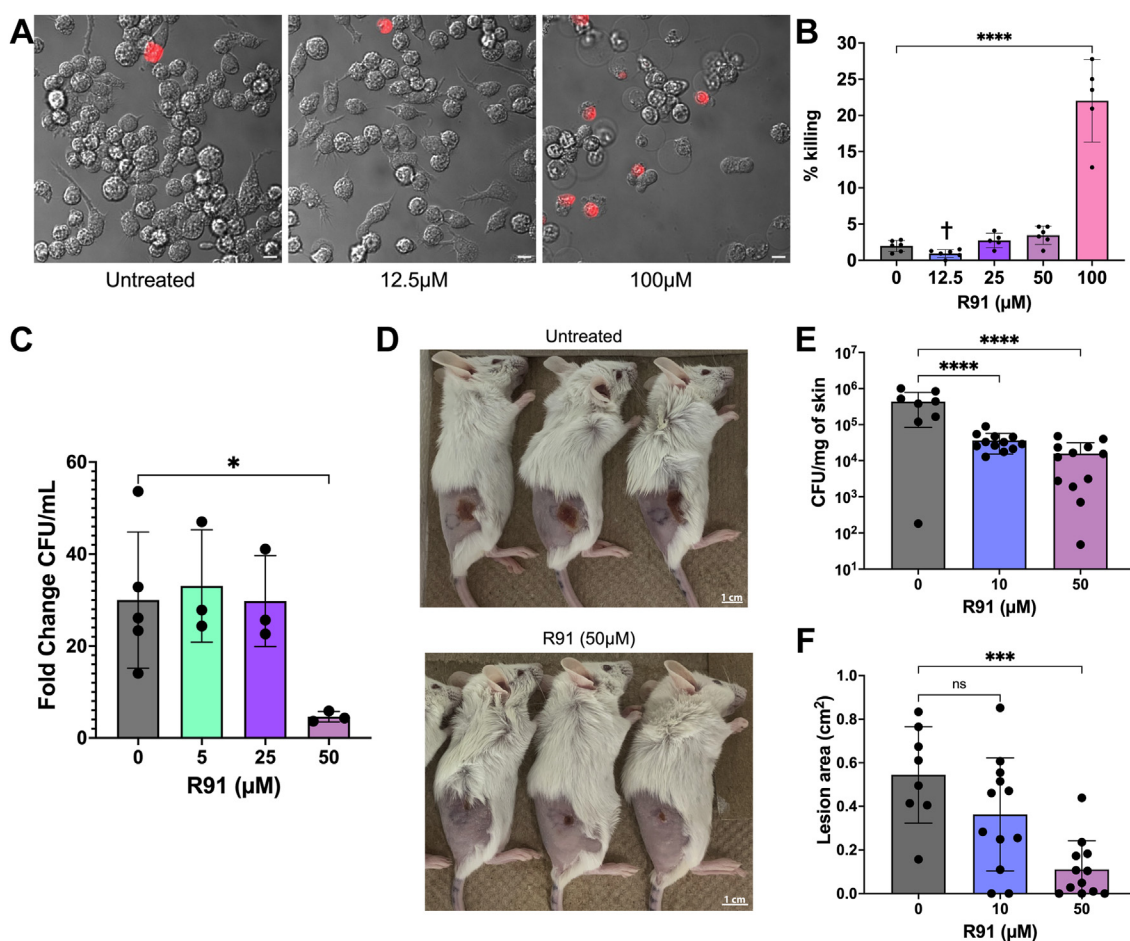 A
Untreated
12.5µM
100µM
B
% killing
30
25
20
15
10
5
0
****
†
0 12.5 25 50 100
R91 (µM)
C
Fold Change CFU/mL
60
40
20
0
*
0 5 25 50
R91 (µM)
D
Untreated
1 cm
R91 (50µM)
1 cm
E
CFU/mg of skin
10⁷
10⁶
10⁵
10⁴
10³
10²
10¹
****
****
0 10 50
R91 (µM)
F
Lesion area (cm²)
1.0
0.8
0.6
0.4
0.2
0.0
***
ns
0 10 50
R91 (µM)